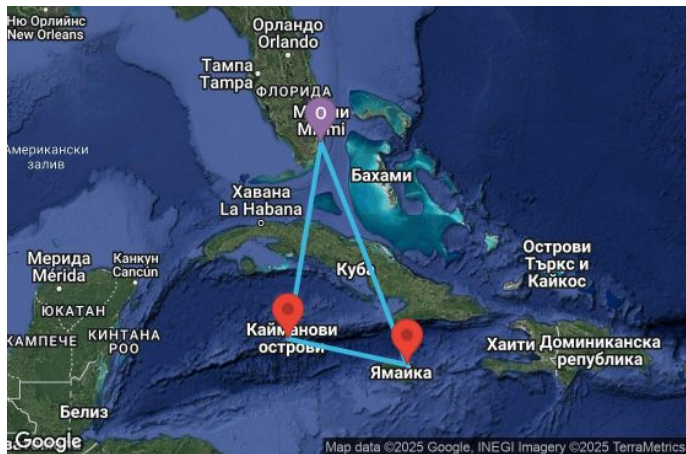 Ню Орлийнс
New Orleans
Орландо
Orlando
Тампа
Tampa
ФЛОРИДА
O
Miami
Американски
залив
Бахами
Хавана
La Habana
Мерида
Mérida
Канкун
Cancún
Куба
Острови
Търкс и
Кайкос
ЮКАТАН
КАМПЕЧЕ
КИНТАНА
РОО
Кайманови
острови
Ямайка
Хаити
Доминиканска
република
Белиз
Google
Map data ©2025 Google, INEGI Imagery ©2025 TerraMetrics